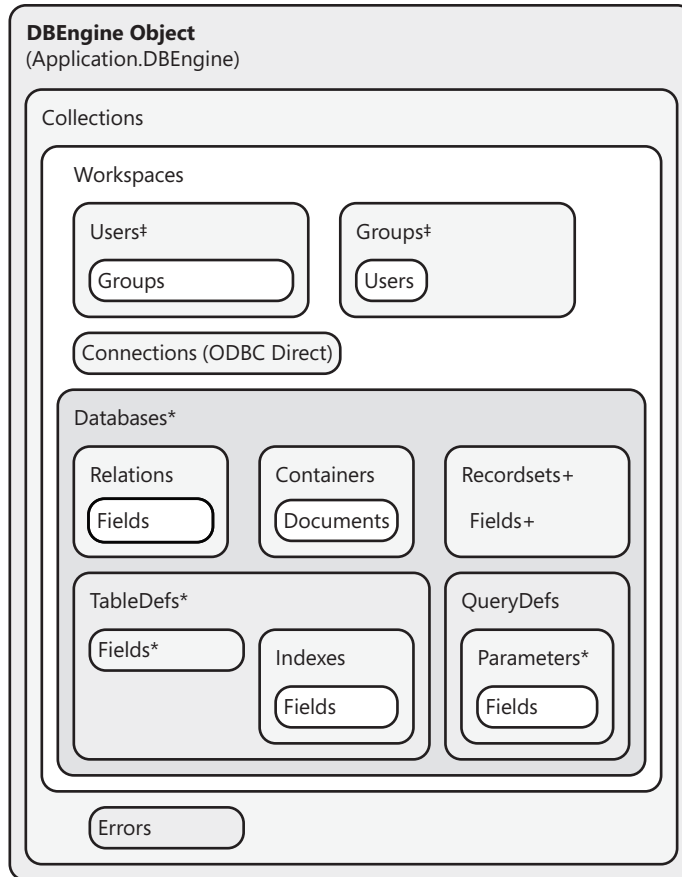 DBEngine Object
(Application.DBEngine)
Collections
Workspaces
Users‡
Groups
Groups‡
Users
Connections (ODBC Direct)
Databases*
Relations
Fields
Containers
Documents
Recordsets+
Fields+
TableDefs*
Fields*
Indexes
Fields
QueryDefs
Parameters*
Fields
Errors